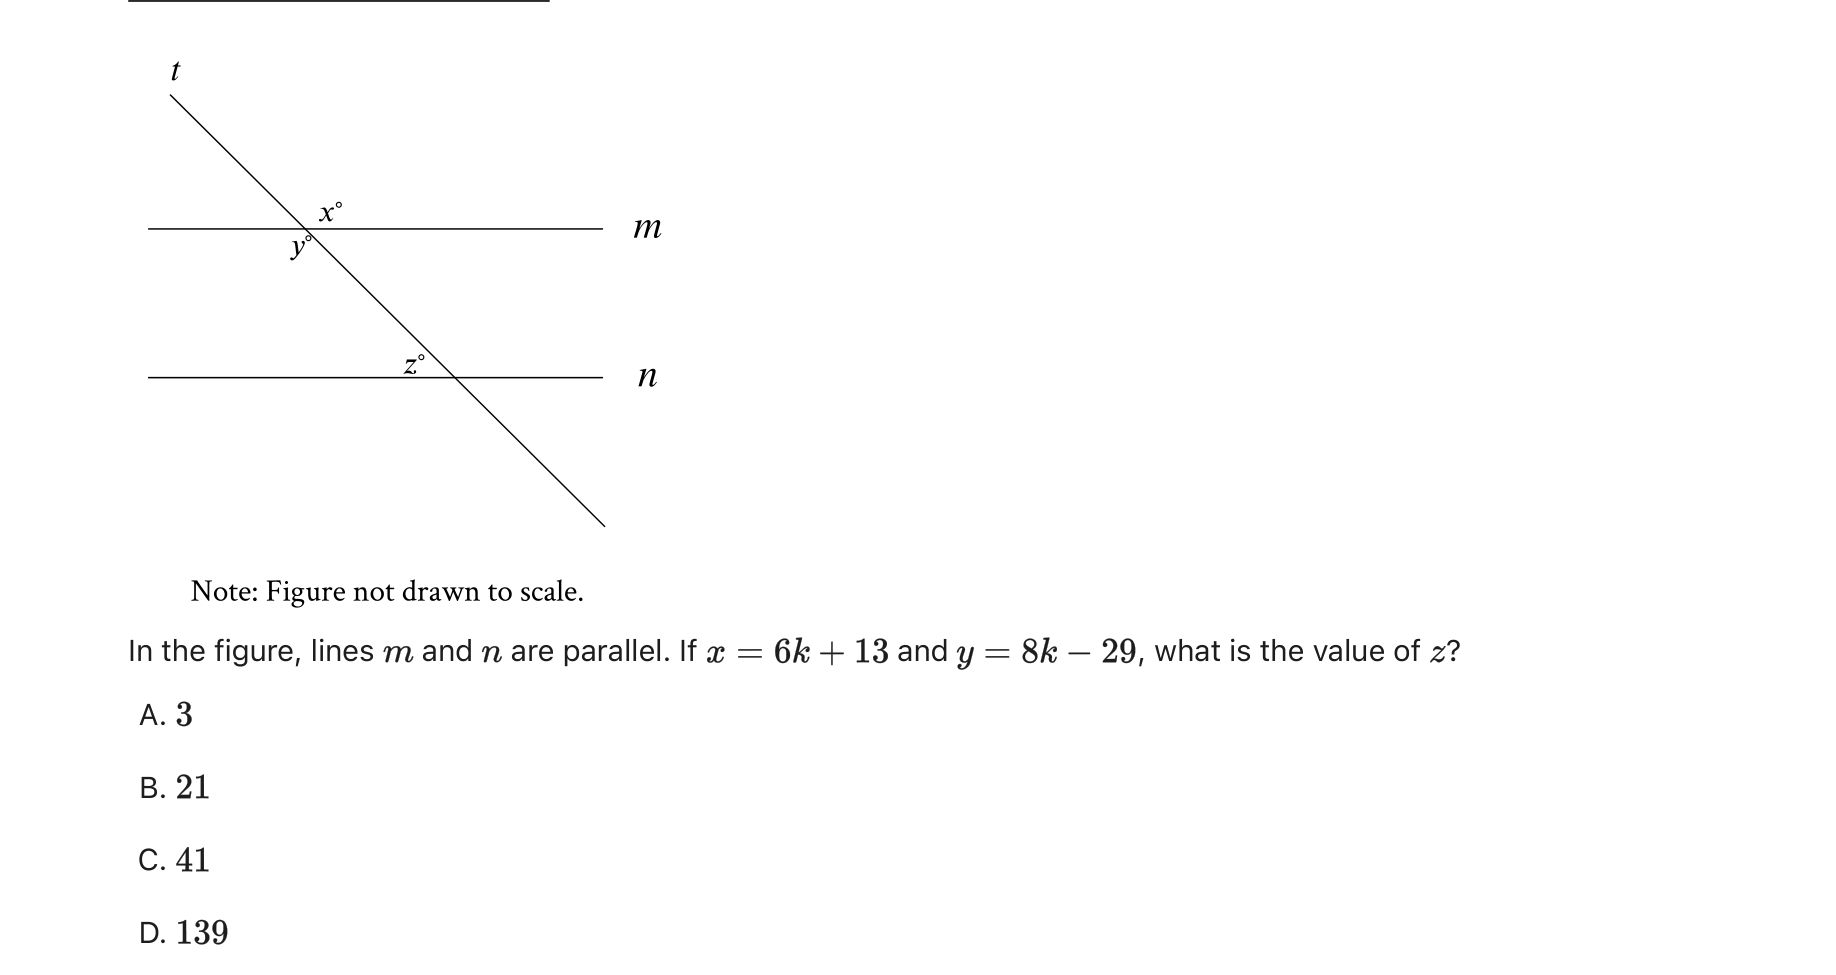 t
x°
m
y°
z°
n
Note: Figure not drawn to scale.
In the figure, lines m and n are parallel. If x = 6k + 13 and y = 8k − 29, what is the value of z?
A. 3
B. 21
C. 41
D. 139